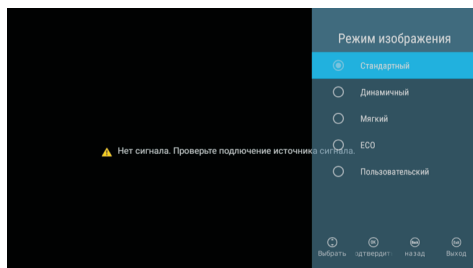 Режим изображения
Стандартный
Динамичный
Мягкий
⚠ Нет сигнала. Проверьте подключение источника сигнала.
ECO
Пользовательский
Выбрать одтвердит назад Выход